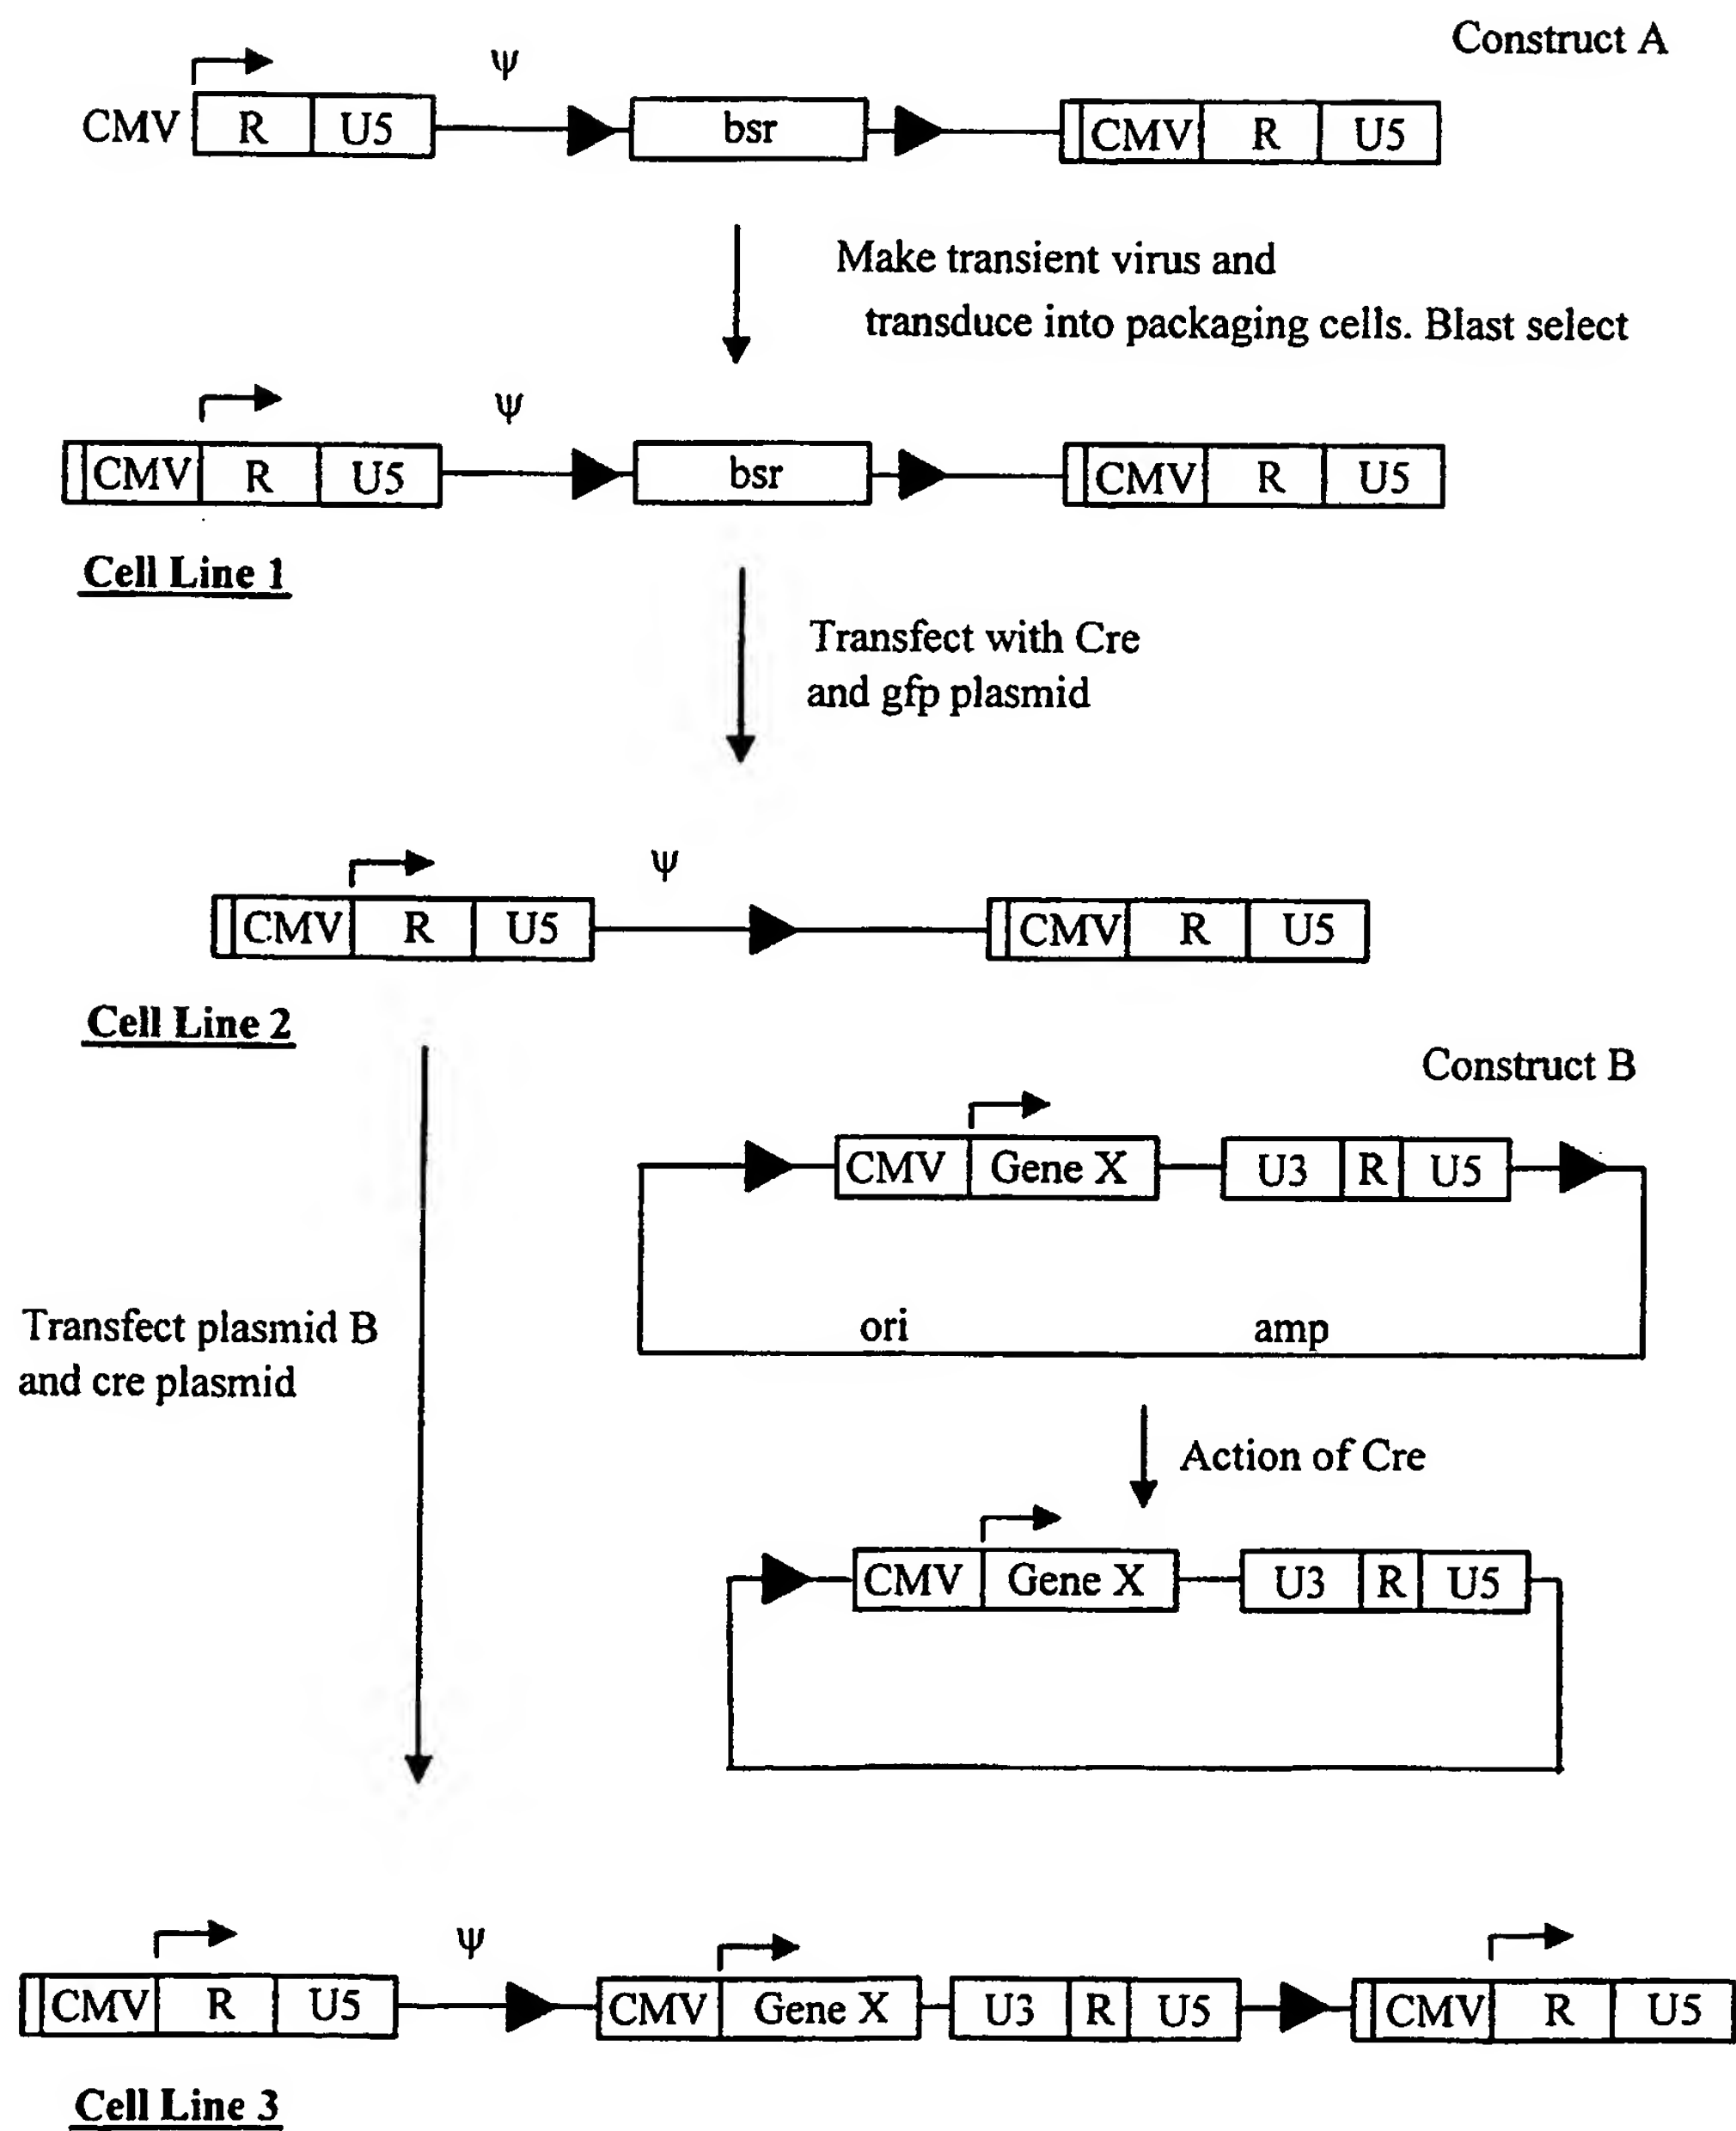 Construct A
ψ
CMV R U5 bsr CMV R U5
Make transient virus and
transduce into packaging cells. Blast select
ψ
CMV R U5 bsr CMV R U5
Cell Line 1
Transfect with Cre
and gfp plasmid
ψ
CMV R U5 CMV R U5
Cell Line 2
Construct B
CMV Gene X U3 R U5
ori amp
Transfect plasmid B
and cre plasmid
Action of Cre
CMV Gene X U3 R U5
ψ
CMV R U5 CMV Gene X U3 R U5 CMV R U5
Cell Line 3